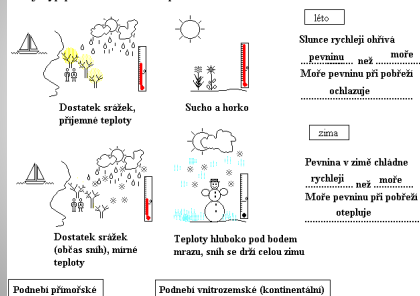 léto
Slunce rychleji ohřívá
pevninu než moře
Moře pevninu při pobřeží
ochlazuje
Dostatek srážek,
příjemné teploty
Sucho a horko
zima
Pevnina v zimě chládne
rychleji než moře
Moře pevninu při pobřeží
otepluje
Dostatek srážek
(občas sníh), mírné
teploty
Teploty hluboko pod bodem
mrazu, sníh se drží celou zimu
Podnebí přímořské
Podnebí vnitrozemské (kontinentální)